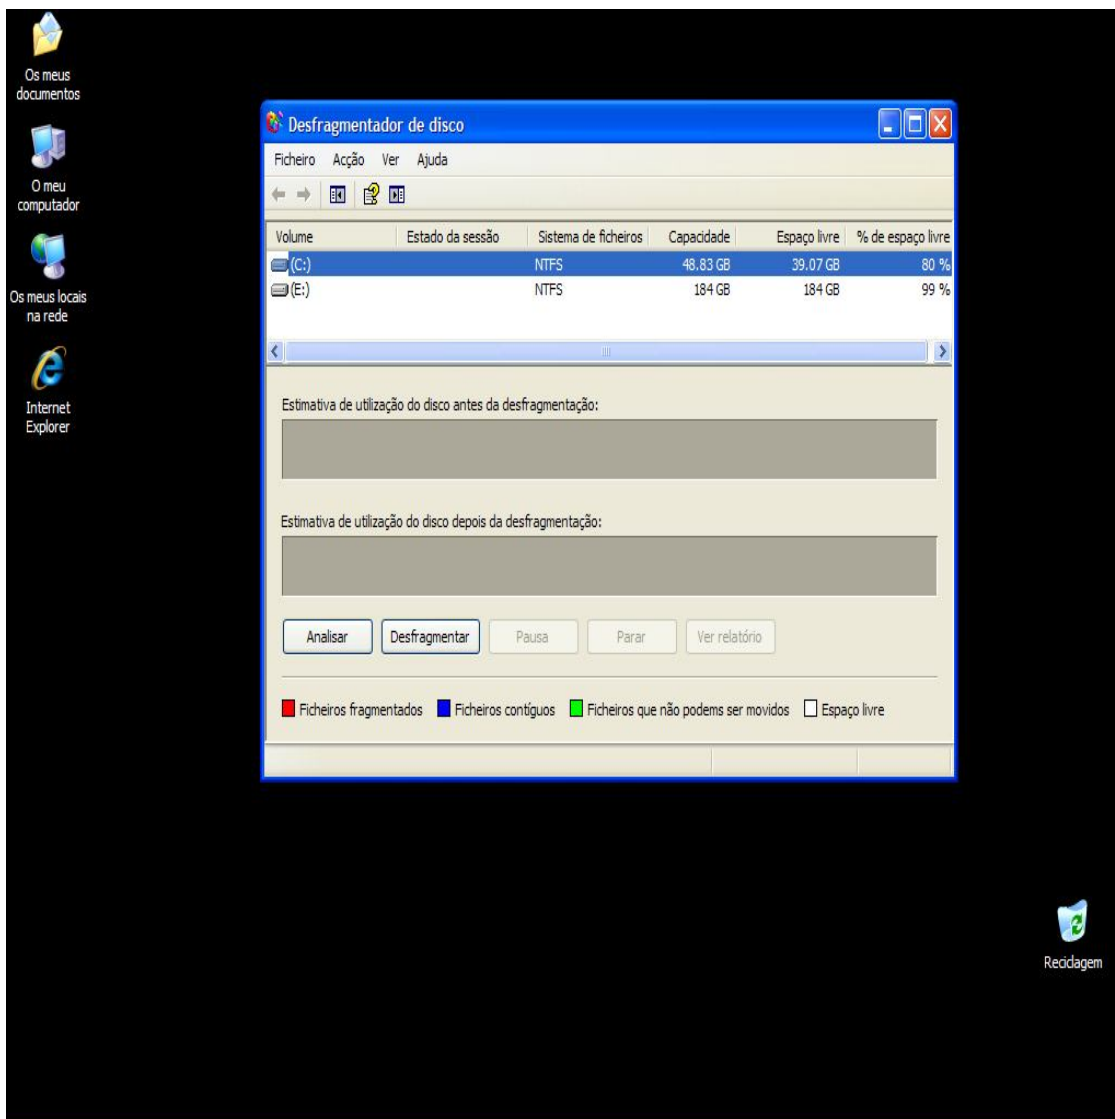 Os meus
documentos
O meu
computador
Os meus locais
na rede
Internet
Explorer
Desfragmentador de disco
Ficheiro Acção Ver Ajuda
Volume Estado da sessão Sistema de ficheiros Capacidade Espaço livre % de espaço livre
(C:) NTFS 48.83 GB 39.07 GB 80 %
(E:) NTFS 184 GB 184 GB 99 %
Estimativa de utilização do disco antes da desfragmentação:
Estimativa de utilização do disco depois da desfragmentação:
Analisar Desfragmentar Pausa Parar Ver relatório
Ficheiros fragmentados Ficheiros contíguos Ficheiros que não podems ser movidos Espaço livre
Reciclagem